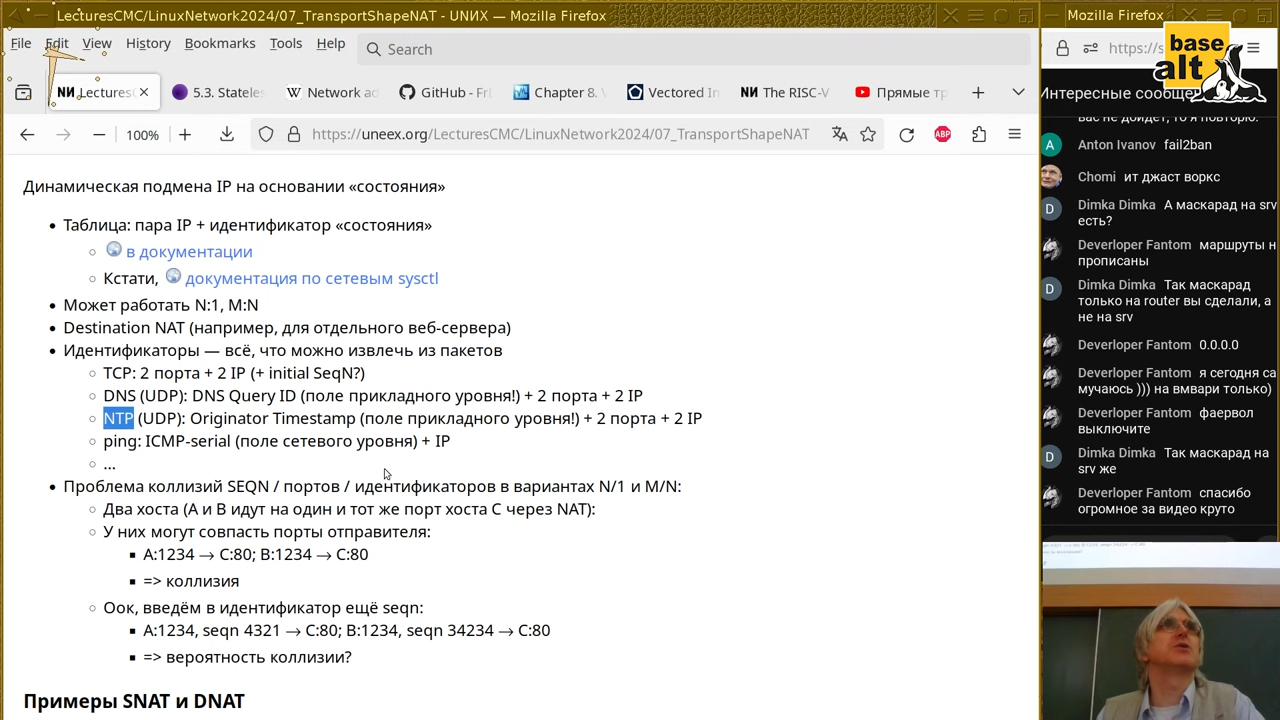 LecturesCMC/LinuxNetwork2024/07_TransportShapeNAT - UNИX — Mozilla Firefox
File Edit View History Bookmarks Tools Help
Search
Lectures
5.3. Stateles
Network ad
GitHub - Frl
Chapter 8.
Vectored In
The RISC-V
Прямые тр
100%
https://uneex.org/LecturesCMC/LinuxNetwork2024/07_TransportShapeNAT
ABP
Динамическая подмена IP на основании «состояния»
Таблица: пара IP + идентификатор «состояния»
в документации
Кстати, документация по сетевым sysctl
Может работать N:1, M:N
Destination NAT (например, для отдельного веб-сервера)
Идентификаторы — всё, что можно извлечь из пакетов
TCP: 2 порта + 2 IP (+ initial SeqN?)
DNS (UDP): DNS Query ID (поле прикладного уровня!) + 2 порта + 2 IP
NTP (UDP): Originator Timestamp (поле прикладного уровня!) + 2 порта + 2 IP
ping: ICMP-serial (поле сетевого уровня) + IP
...
Проблема коллизий SEQN / портов / идентификаторов в вариантах N/1 и M/N:
Два хоста (A и B идут на один и тот же порт хоста C через NAT):
У них могут совпасть порты отправителя:
A:1234 → C:80; B:1234 → C:80
=> коллизия
Оок, введём в идентификатор ещё seqn:
A:1234, seqn 4321 → C:80; B:1234, seqn 34234 → C:80
=> вероятность коллизии?
Примеры SNAT и DNAT
Mozilla Firefox
https://s
base
alt
Интересные сообще
вас не дойдет, то я повторю.
Anton Ivanov fail2ban
Chomi ит джаст воркс
Dimka Dimka А маскарад на srv
есть?
Deverloper Fantom маршруты н
прописаны
Dimka Dimka Так маскарад
только на router вы сделали, а
не на srv
Deverloper Fantom 0.0.0.0
Deverloper Fantom я сегодня са
мучаюсь ))) на вмвари только)
Deverloper Fantom фаервол
выключите
Dimka Dimka Так маскарад на
srv же
Deverloper Fantom спасибо
огромное за видео круто